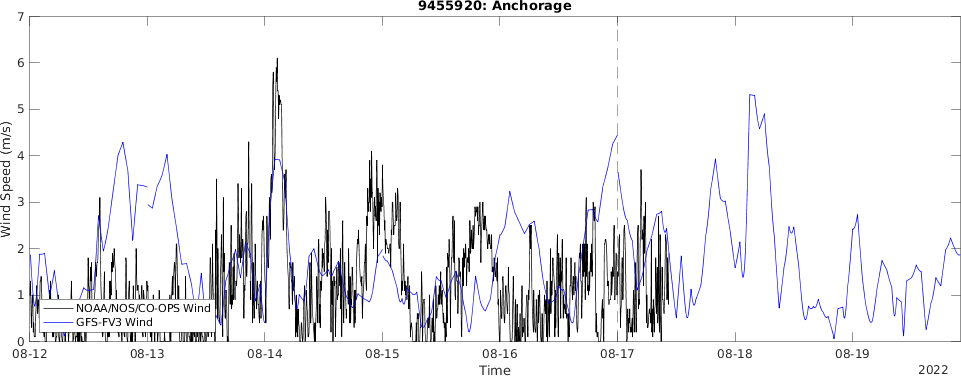 9455920: Anchorage
Wind Speed (m/s)
7
6
5
4
3
2
1
0
NOAA/NOS/CO-OPS Wind
GFS-FV3 Wind
08-12 08-13 08-14 08-15 08-16 08-17 08-18 08-19
Time
2022